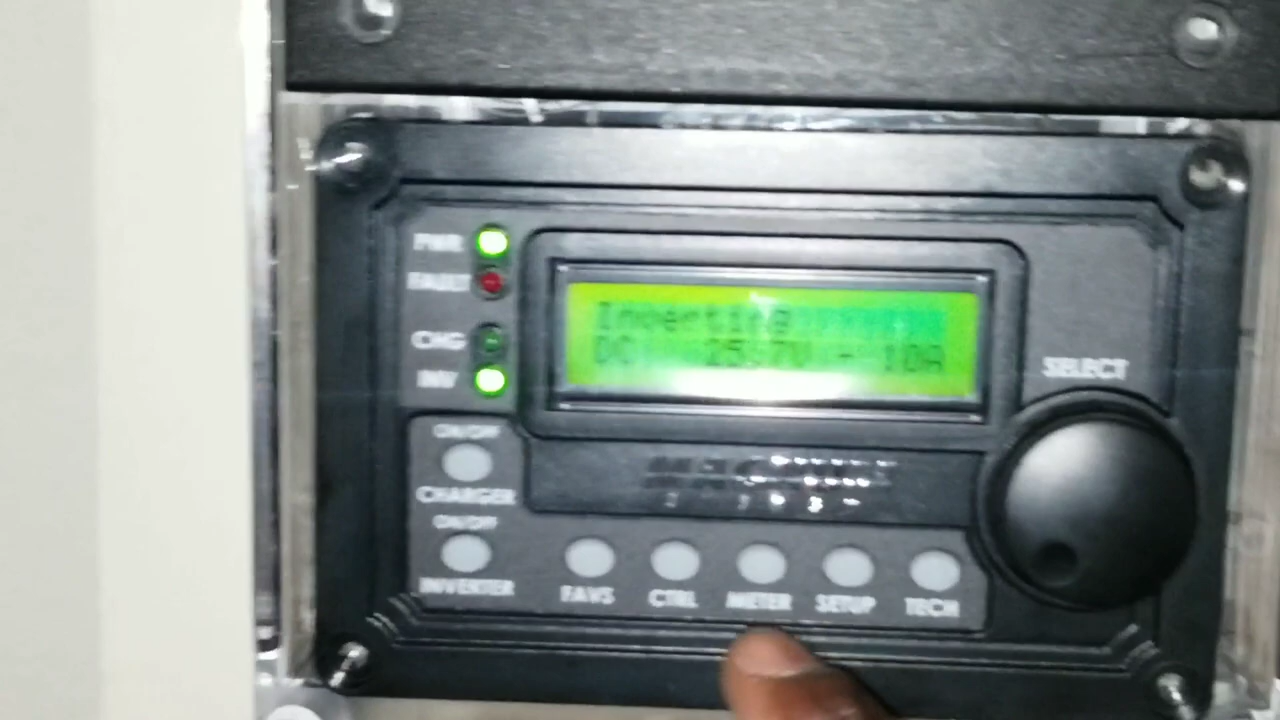 PWR
FAULT
CHG
INV
Inverting
DC: 25.7V - 10A
SELECT
ON/OFF
CHARGER
ON/OFF
INVERTER
FAVS
CTRL
METER
SETUP
TECH